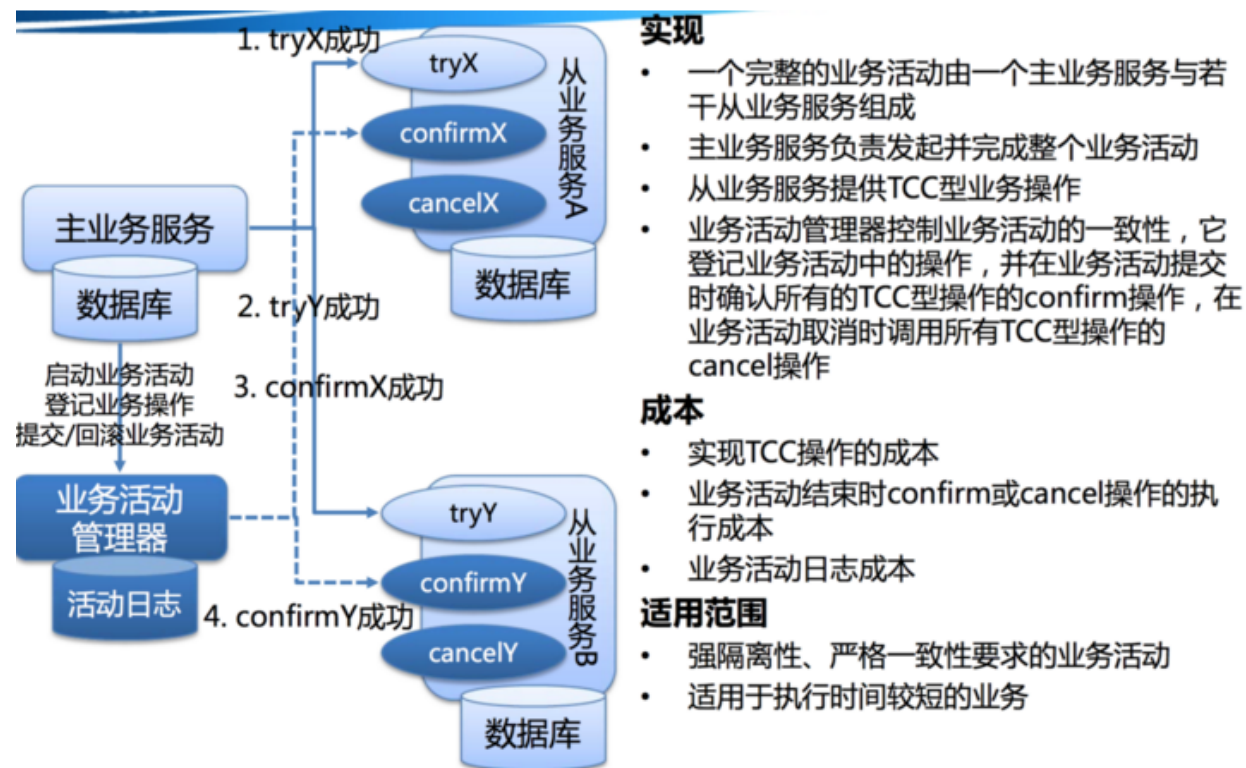 1. tryX成功
tryX
confirmX
cancelX
从业务服务A
数据库
主业务服务
数据库
2. tryY成功
启动业务活动
登记业务操作
提交/回滚业务活动
3. confirmX成功
业务活动
管理器
活动日志
4. confirmY成功
tryY
confirmY
cancelY
从业务服务B
数据库
实现
• 一个完整的业务活动由一个主业务服务与若
干从业务服务组成
• 主业务服务负责发起并完成整个业务活动
• 从业务服务提供TCC型业务操作
• 业务活动管理器控制业务活动的一致性，它
登记业务活动中的操作，并在业务活动提交
时确认所有的TCC型操作的confirm操作，在
业务活动取消时调用所有TCC型操作的
cancel操作
成本
• 实现TCC操作的成本
• 业务活动结束时confirm或cancel操作的执
行成本
• 业务活动日志成本
适用范围
• 强隔离性、严格一致性要求的业务活动
• 适用于执行时间较短的业务